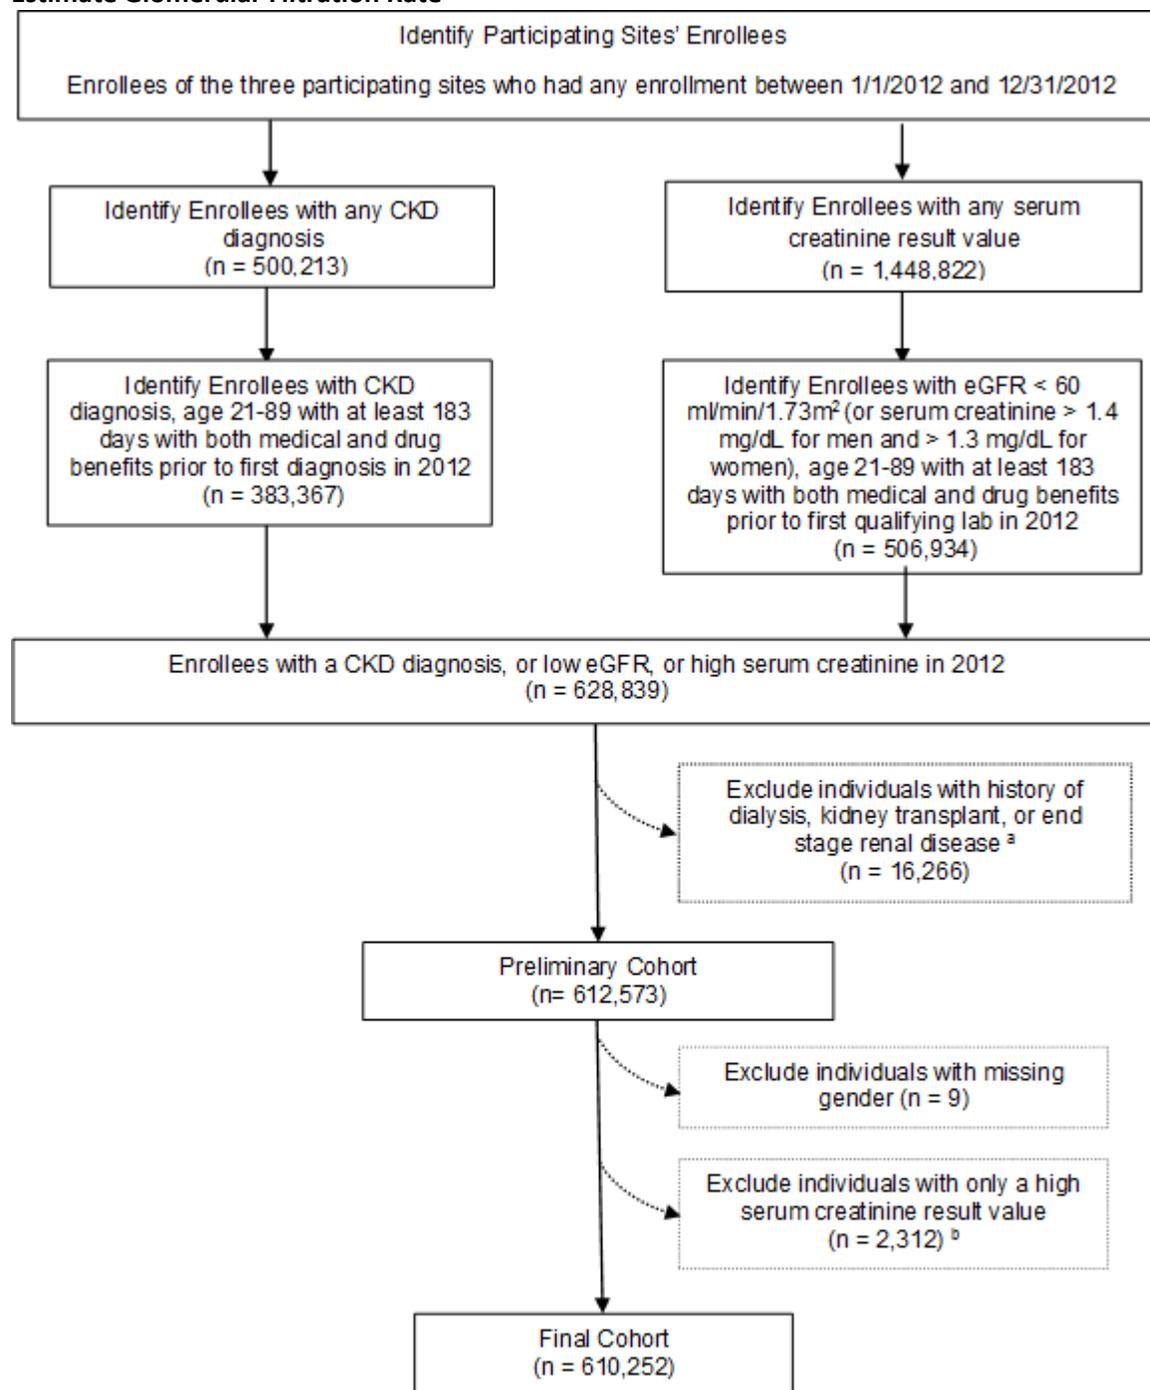 Estimate Glomerular Filtration Rate
Identify Participating Sites' Enrollees
Enrollees of the three participating sites who had any enrollment between 1/1/2012 and 12/31/2012
Identify Enrollees with any CKD
diagnosis
(n = 500,213)
Identify Enrollees with any serum
creatinine result value
(n = 1,448,822)
Identify Enrollees with CKD
diagnosis, age 21-89 with at least 183
days with both medical and drug
benefits prior to first diagnosis in 2012
(n = 383,367)
Identify Enrollees with eGFR < 60
ml/min/1.73m² (or serum creatinine > 1.4
mg/dL for men and > 1.3 mg/dL for
women), age 21-89 with at least 183
days with both medical and drug benefits
prior to first qualifying lab in 2012
(n = 506,934)
Enrollees with a CKD diagnosis, or low eGFR, or high serum creatinine in 2012
(n = 628,839)
Exclude individuals with history of
dialysis, kidney transplant, or end
stage renal disease ª
(n = 16,266)
Preliminary Cohort
(n= 612,573)
Exclude individuals with missing
gender (n = 9)
Exclude individuals with only a high
serum creatinine result value
(n = 2,312) ᵇ
Final Cohort
(n = 610,252)